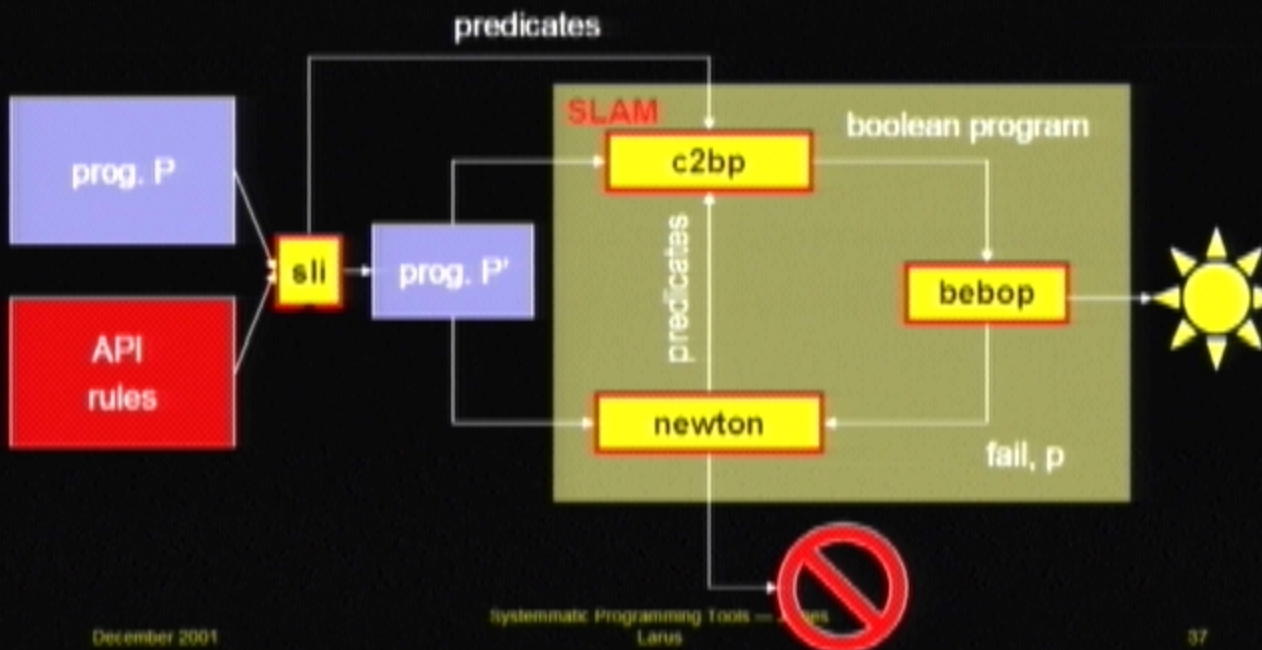 predicates
SLAM
boolean program
prog. P
c2bp
sli
prog. P'
predicates
bebop
API
rules
newton
fail, p
Systemmatic Programming Tools —
Larus
December 2001
37